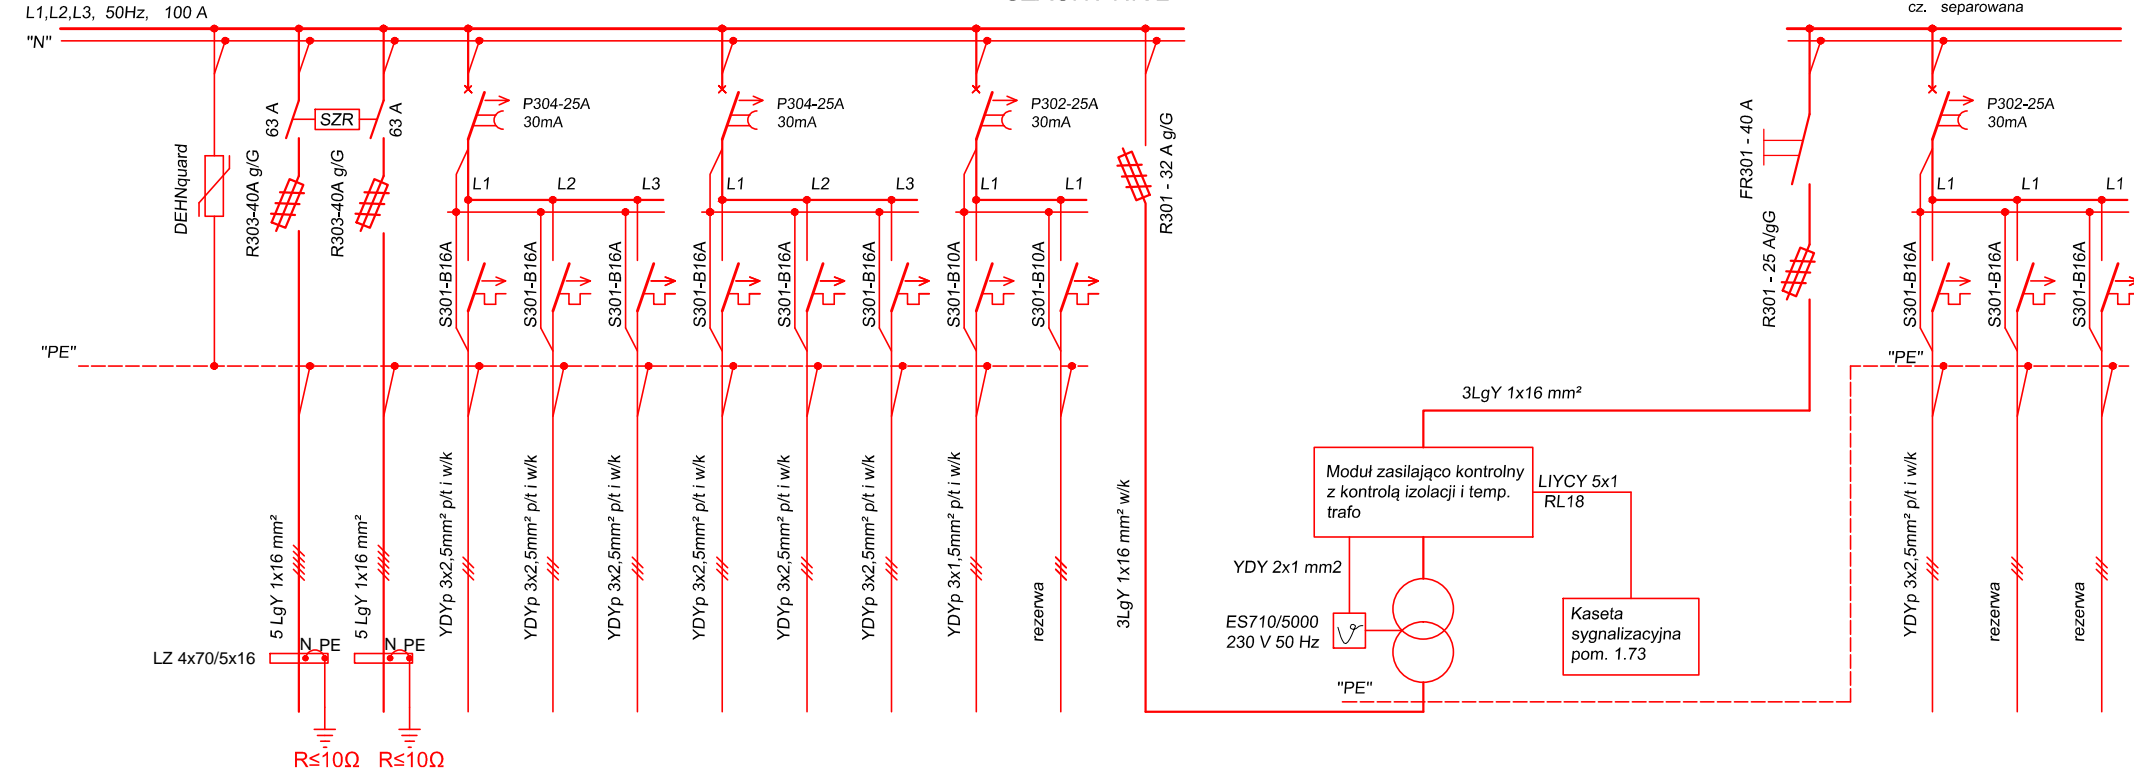 L1,L2,L3, 50Hz, 100 A
"N"
cz. separowana
63 A
SZR
63 A
P304-25A
30mA
P304-25A
30mA
P302-25A
30mA
P302-25A
30mA
DEHNquard
R303-40A g/G
R303-40A g/G
R301 - 32 A g/G
FR301 - 40 A
R301 - 25 A/gG
L1
L2
L3
L1
L2
L3
L1
L1
L1
L1
L1
S301-B16A
S301-B16A
S301-B16A
S301-B16A
S301-B16A
S301-B16A
S301-B10A
S301-B10A
S301-B16A
S301-B16A
S301-B16A
"PE"
"PE"
3LgY 1x16 mm²
Moduł zasilająco kontrolny
z kontrolą izolacji i temp.
trafo
LIYCY 5x1
RL18
YDY 2x1 mm2
ES710/5000
230 V 50 Hz
Kaseta
sygnalizacyjna
pom. 1.73
"PE"
5 LgY 1x16 mm²
5 LgY 1x16 mm²
YDYp 3x2,5mm² p/t i w/k
YDYp 3x2,5mm² p/t i w/k
YDYp 3x2,5mm² p/t i w/k
YDYp 3x2,5mm² p/t i w/k
YDYp 3x2,5mm² p/t i w/k
YDYp 3x2,5mm² p/t i w/k
YDYp 3x1,5mm² p/t i w/k
rezerwa
3LgY 1x16 mm² w/k
YDYp 3x2,5mm² p/t i w/k
rezerwa
rezerwa
LZ 4x70/5x16
N PE
N PE
R≤10Ω
R≤10Ω